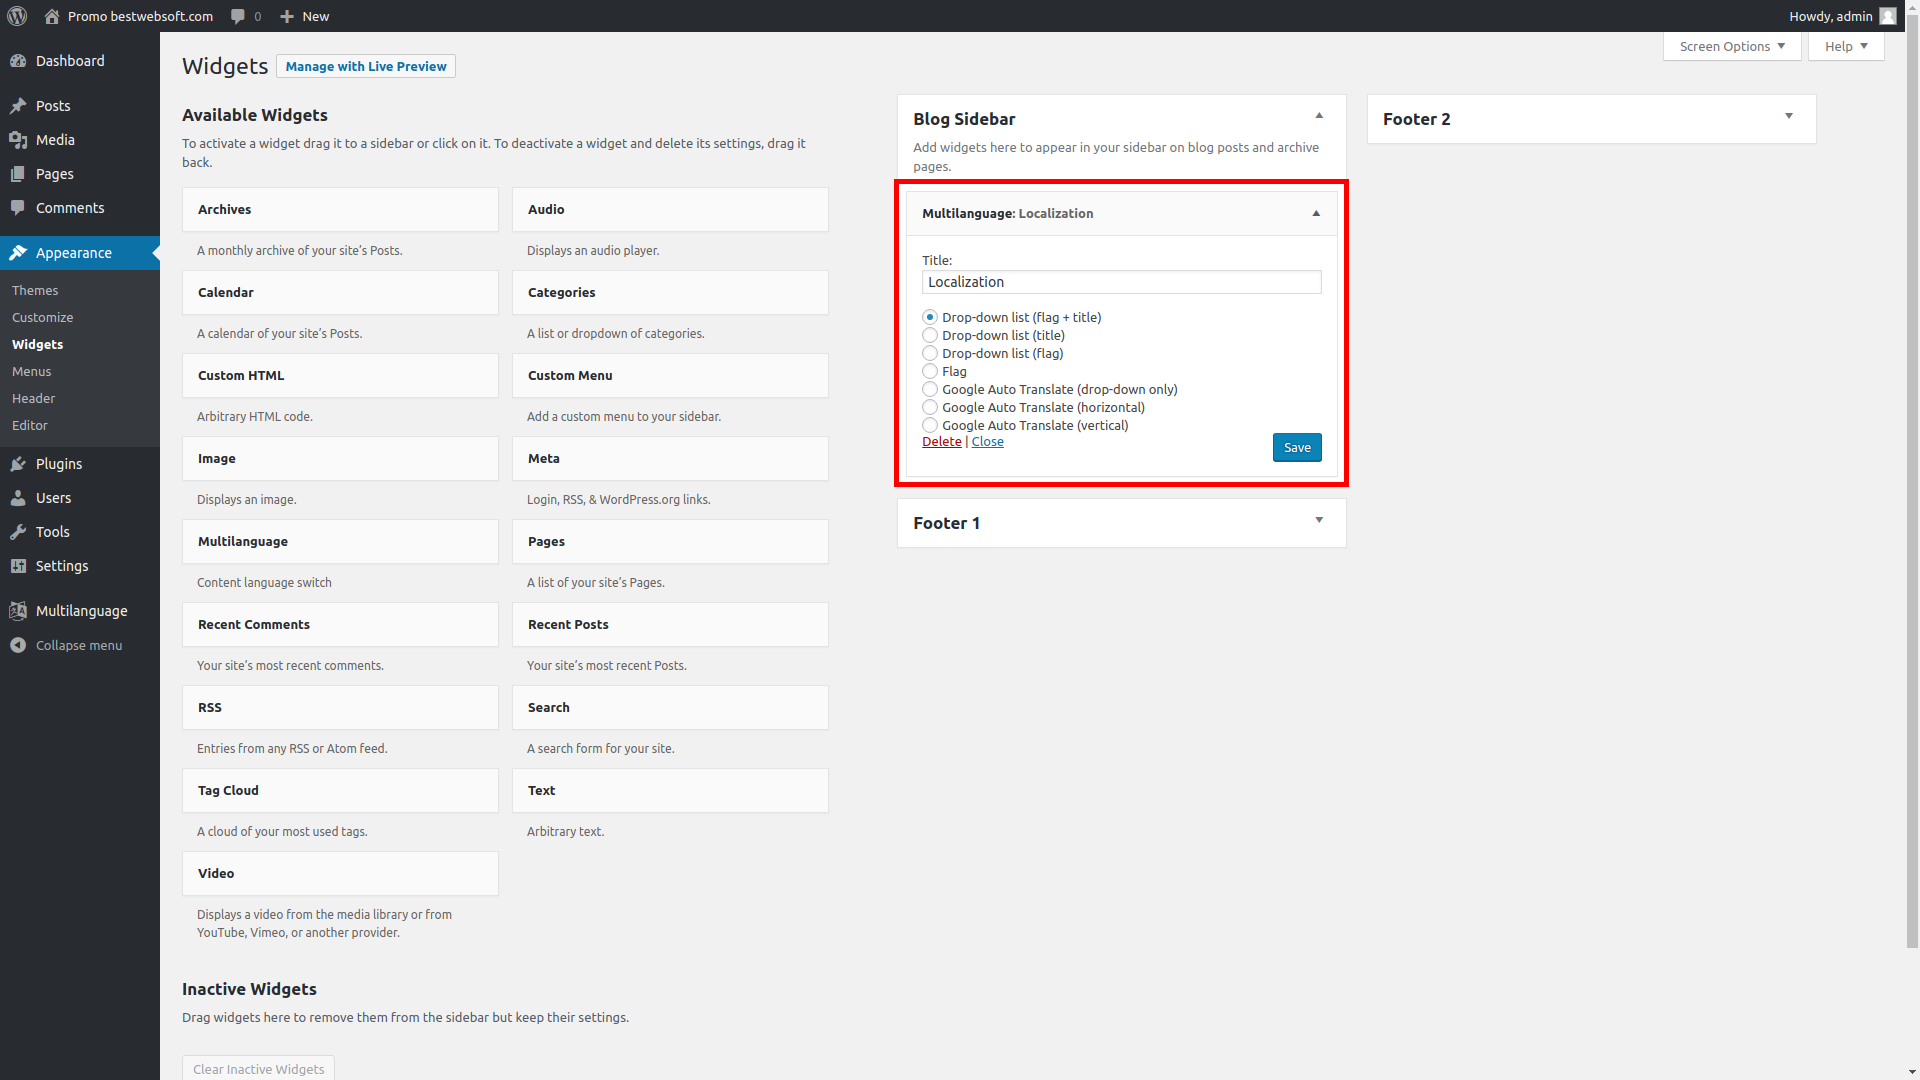 Promo bestwebsoft.com
0
New
Howdy, admin
Dashboard
Posts
Media
Pages
Comments
Appearance
Themes
Customize
Widgets
Menus
Header
Editor
Plugins
Users
Tools
Settings
Multilanguage
Collapse menu
Screen Options
Help
Widgets
Manage with Live Preview
Available Widgets
To activate a widget drag it to a sidebar or click on it. To deactivate a widget and delete its settings, drag it
back.
Archives
A monthly archive of your site's Posts.
Audio
Displays an audio player.
Calendar
A calendar of your site's Posts.
Categories
A list or dropdown of categories.
Custom HTML
Arbitrary HTML code.
Custom Menu
Add a custom menu to your sidebar.
Image
Displays an image.
Meta
Login, RSS, & WordPress.org links.
Multilanguage
Content language switch
Pages
A list of your site's Pages.
Recent Comments
Your site's most recent comments.
Recent Posts
Your site's most recent Posts.
RSS
Entries from any RSS or Atom feed.
Search
A search form for your site.
Tag Cloud
A cloud of your most used tags.
Text
Arbitrary text.
Video
Displays a video from the media library or from
YouTube, Vimeo, or another provider.
Inactive Widgets
Drag widgets here to remove them from the sidebar but keep their settings.
Clear Inactive Widgets
Blog Sidebar
Add widgets here to appear in your sidebar on blog posts and archive
pages.
Multilanguage: Localization
Title:
Localization
Drop-down list (flag + title)
Drop-down list (title)
Drop-down list (flag)
Flag
Google Auto Translate (drop-down only)
Google Auto Translate (horizontal)
Google Auto Translate (vertical)
Delete | Close
Save
Footer 1
Footer 2